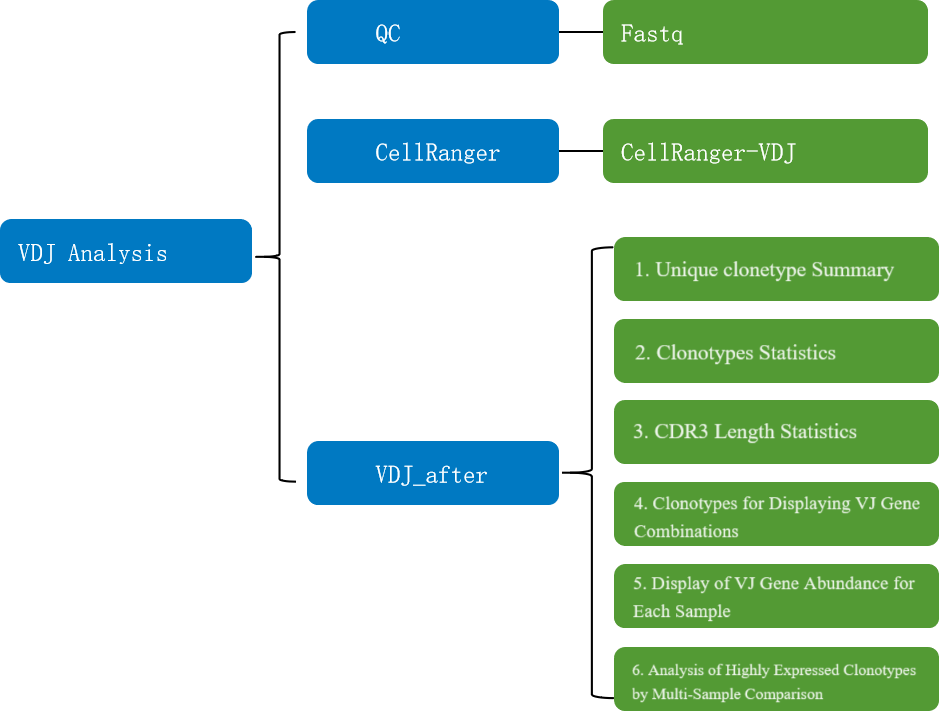 QC
Fastq
CellRanger
CellRanger-VDJ
VDJ Analysis
VDJ_after
1. Unique clonetype Summary
2. Clonotypes Statistics
3. CDR3 Length Statistics
4. Clonotypes for Displaying VJ Gene
Combinations
5. Display of VJ Gene Abundance for
Each Sample
6. Analysis of Highly Expressed Clonotypes
by Multi-Sample Comparison